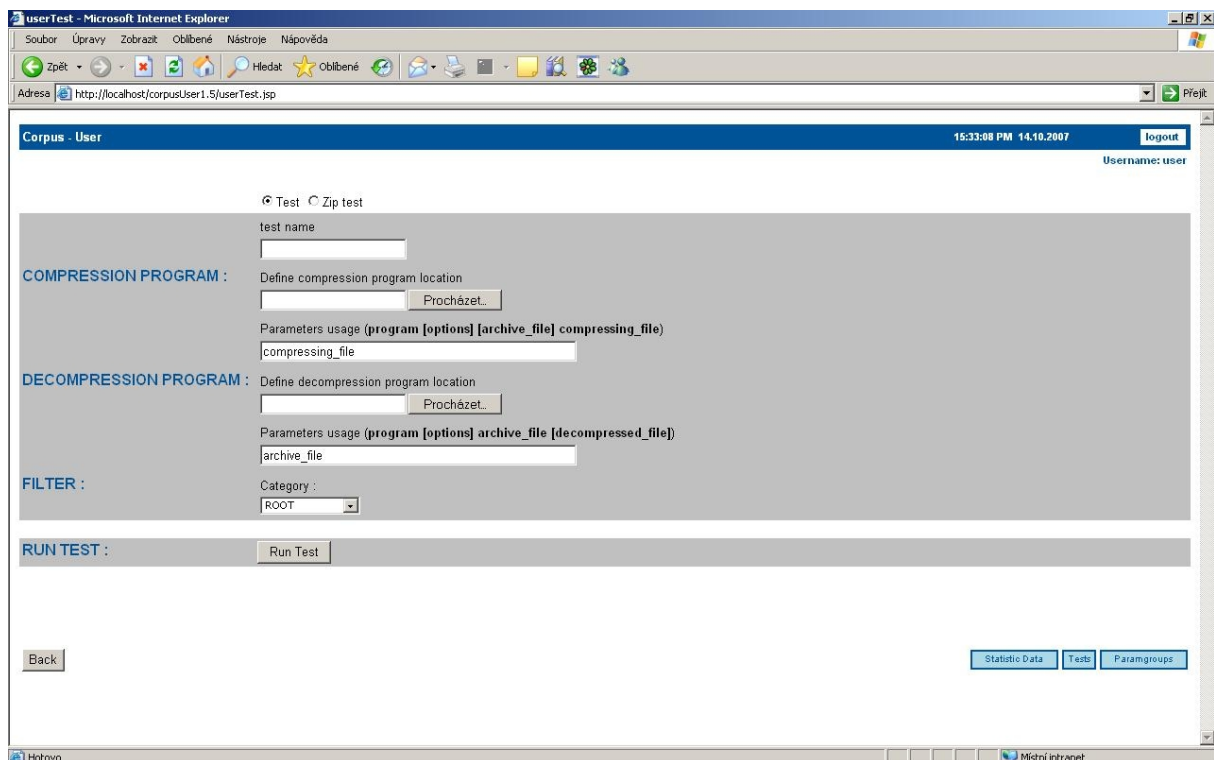 userTest - Microsoft Internet Explorer
Soubor Úpravy Zobrazit Oblíbené Nástroje Nápověda
Zpět Hledat Oblíbené
Adresa http://localhost/corpusUser1.5/userTest.jsp Přejít
Corpus - User 15:33:08 PM 14.10.2007 logout
Username: user
Test Zip test
test name
COMPRESSION PROGRAM : Define compression program location
Procházet...
Parameters usage (program [options] [archive_file] compressing_file)
compressing_file
DECOMPRESSION PROGRAM : Define decompression program location
Procházet...
Parameters usage (program [options] archive_file [decompressed_file])
archive_file
FILTER : Category :
ROOT
RUN TEST : Run Test
Back Statistic Data Tests Paramgroups
Hotovo Místní intranet